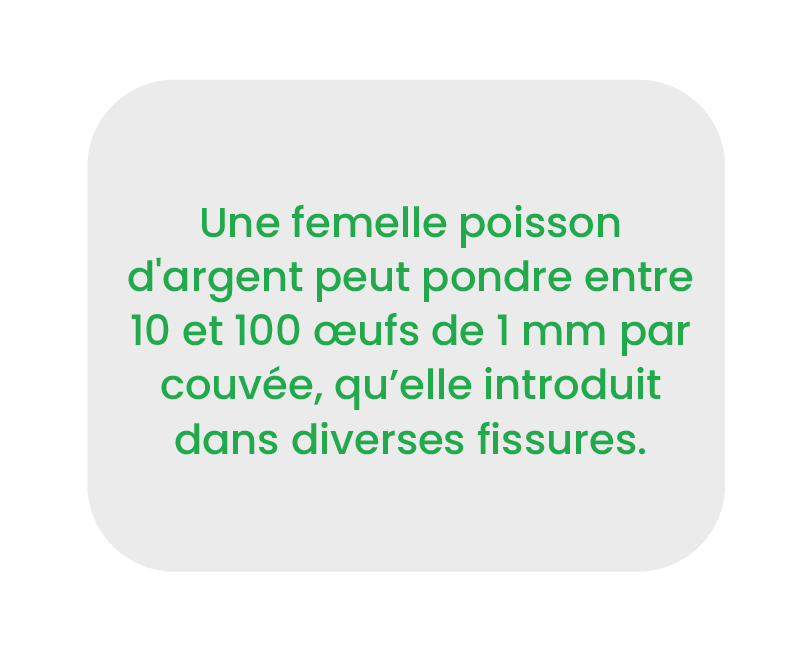 Une femelle poisson
d'argent peut pondre entre
10 et 100 œufs de 1 mm par
couvée, qu’elle introduit
dans diverses fissures.